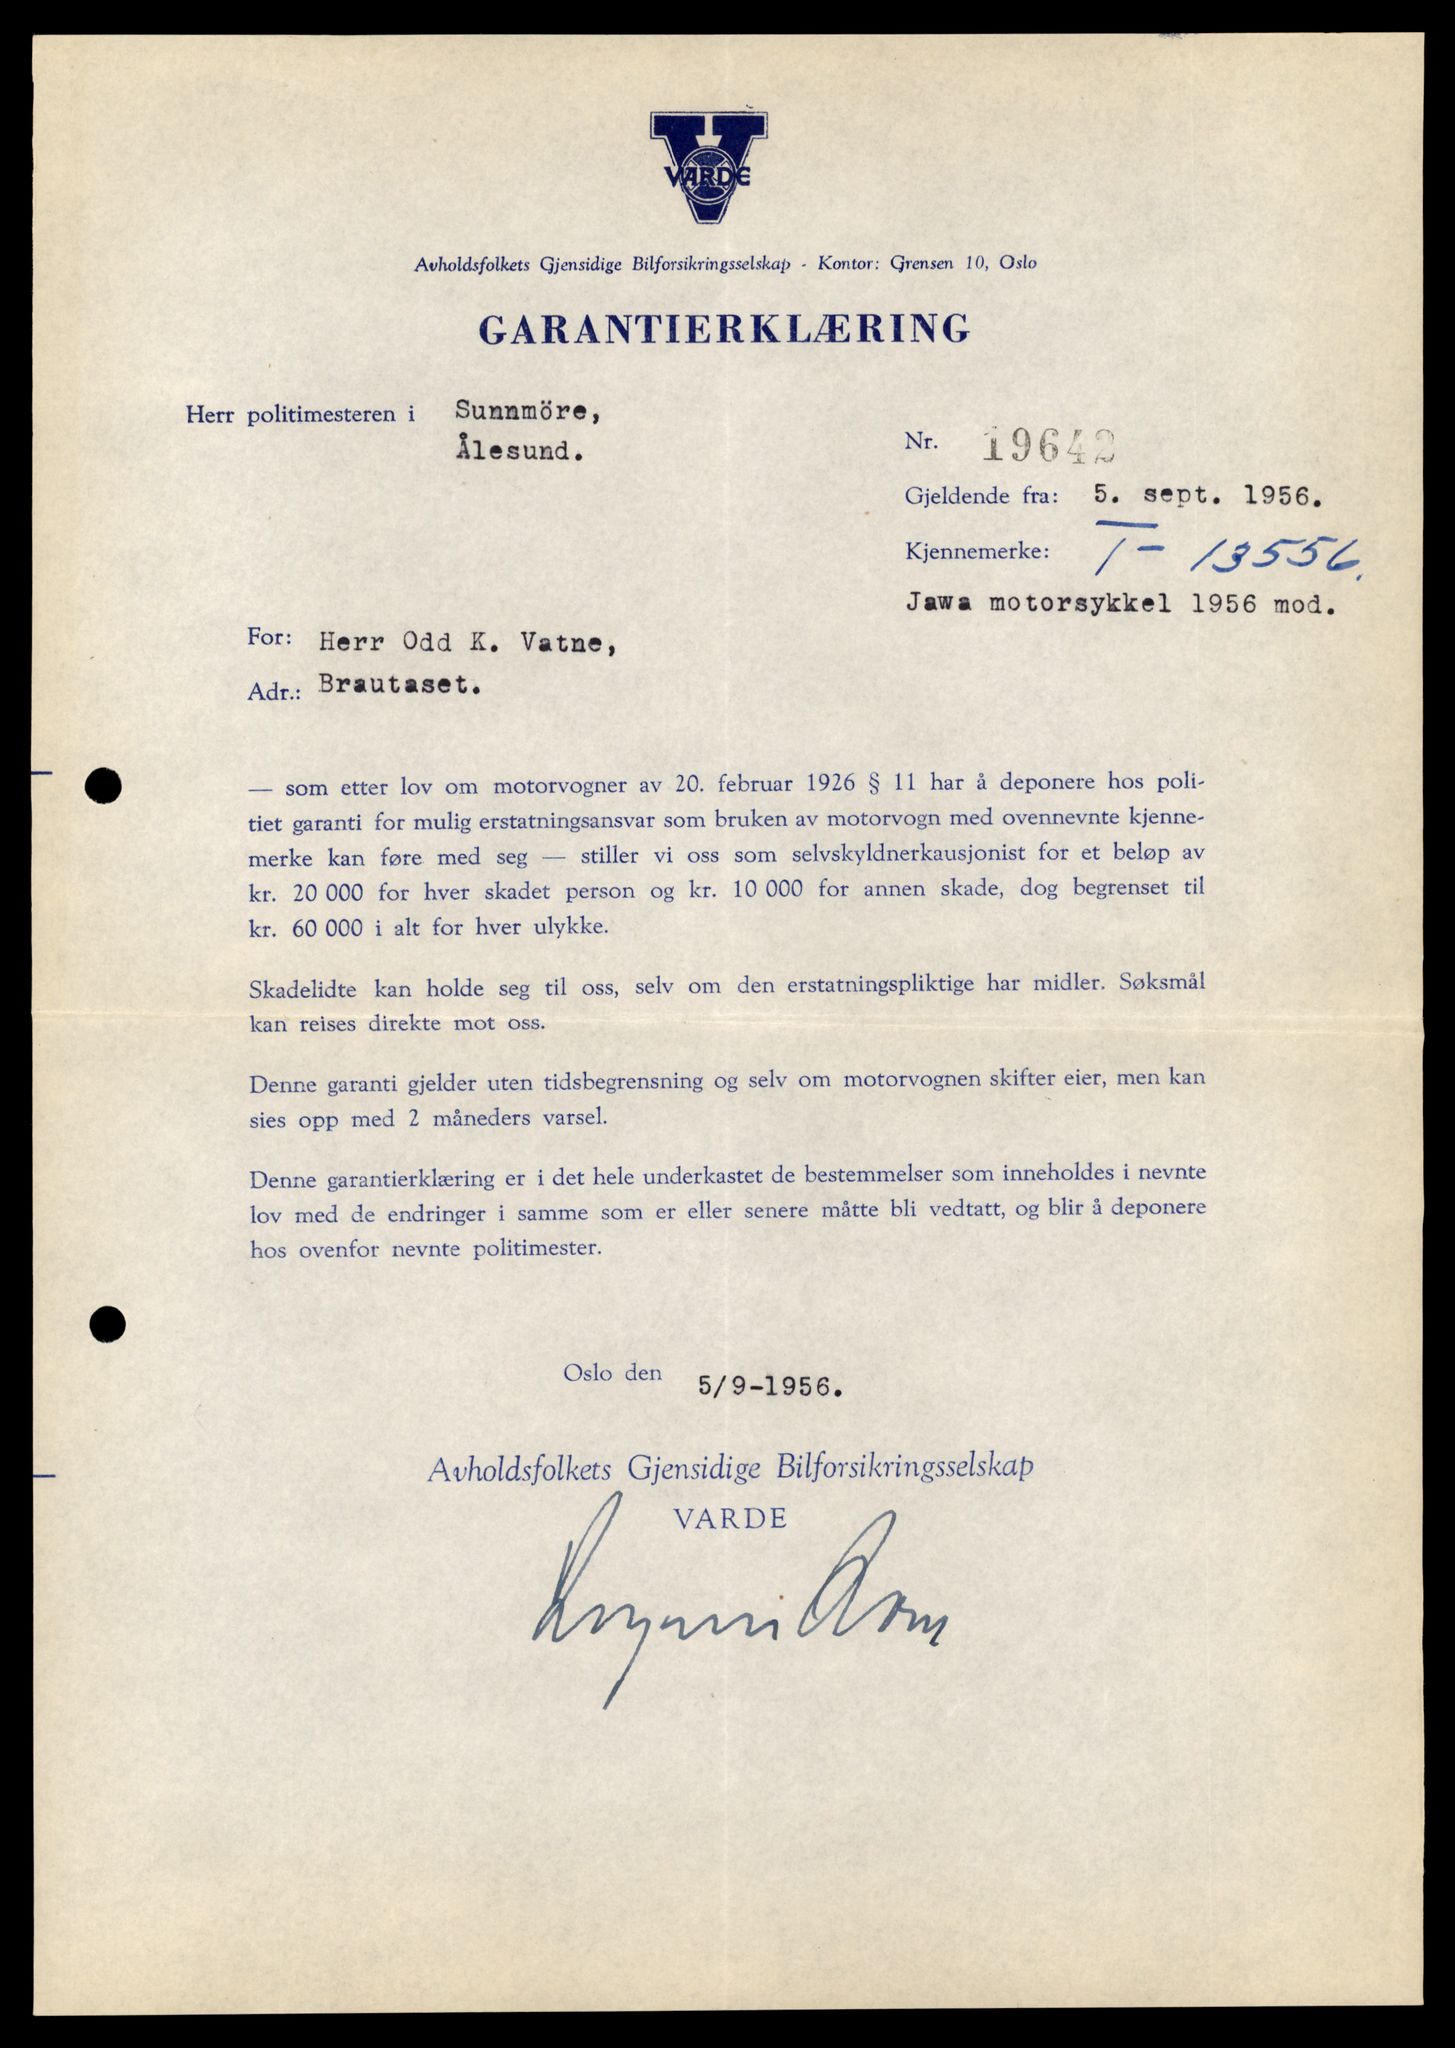 VARDE
Avholdsfolkets Gjensidige Bilforsikringsselskap - Kontor: Grensen 10, Oslo
GARANTIERKLÆRING
Herr politimesteren i Sunnmöre,
Ålesund.
Nr. 19642
Gjeldende fra: 5. sept. 1956.
Kjennemerke: T- 13556.
Jawa motorsykkel 1956 mod.
For: Herr Odd K. Vatne,
Adr.: Brautaset.
— som etter lov om motorvogner av 20. februar 1926 § 11 har å deponere hos poli-
tiet garanti for mulig erstatningsansvar som bruken av motorvogn med ovennevnte kjenne-
merke kan føre med seg — stiller vi oss som selvskyldnerkausjonist for et beløp av
kr. 20 000 for hver skadet person og kr. 10 000 for annen skade, dog begrenset til
kr. 60 000 i alt for hver ulykke.
Skadelidte kan holde seg til oss, selv om den erstatningspliktige har midler. Søksmål
kan reises direkte mot oss.
Denne garanti gjelder uten tidsbegrensning og selv om motorvognen skifter eier, men kan
sies opp med 2 måneders varsel.
Denne garantierklæring er i det hele underkastet de bestemmelser som inneholdes i nevnte
lov med de endringer i samme som er eller senere måtte bli vedtatt, og blir å deponere
hos ovenfor nevnte politimester.
Oslo den 5/9-1956.
Avholdsfolkets Gjensidige Bilforsikringsselskap
VARDE